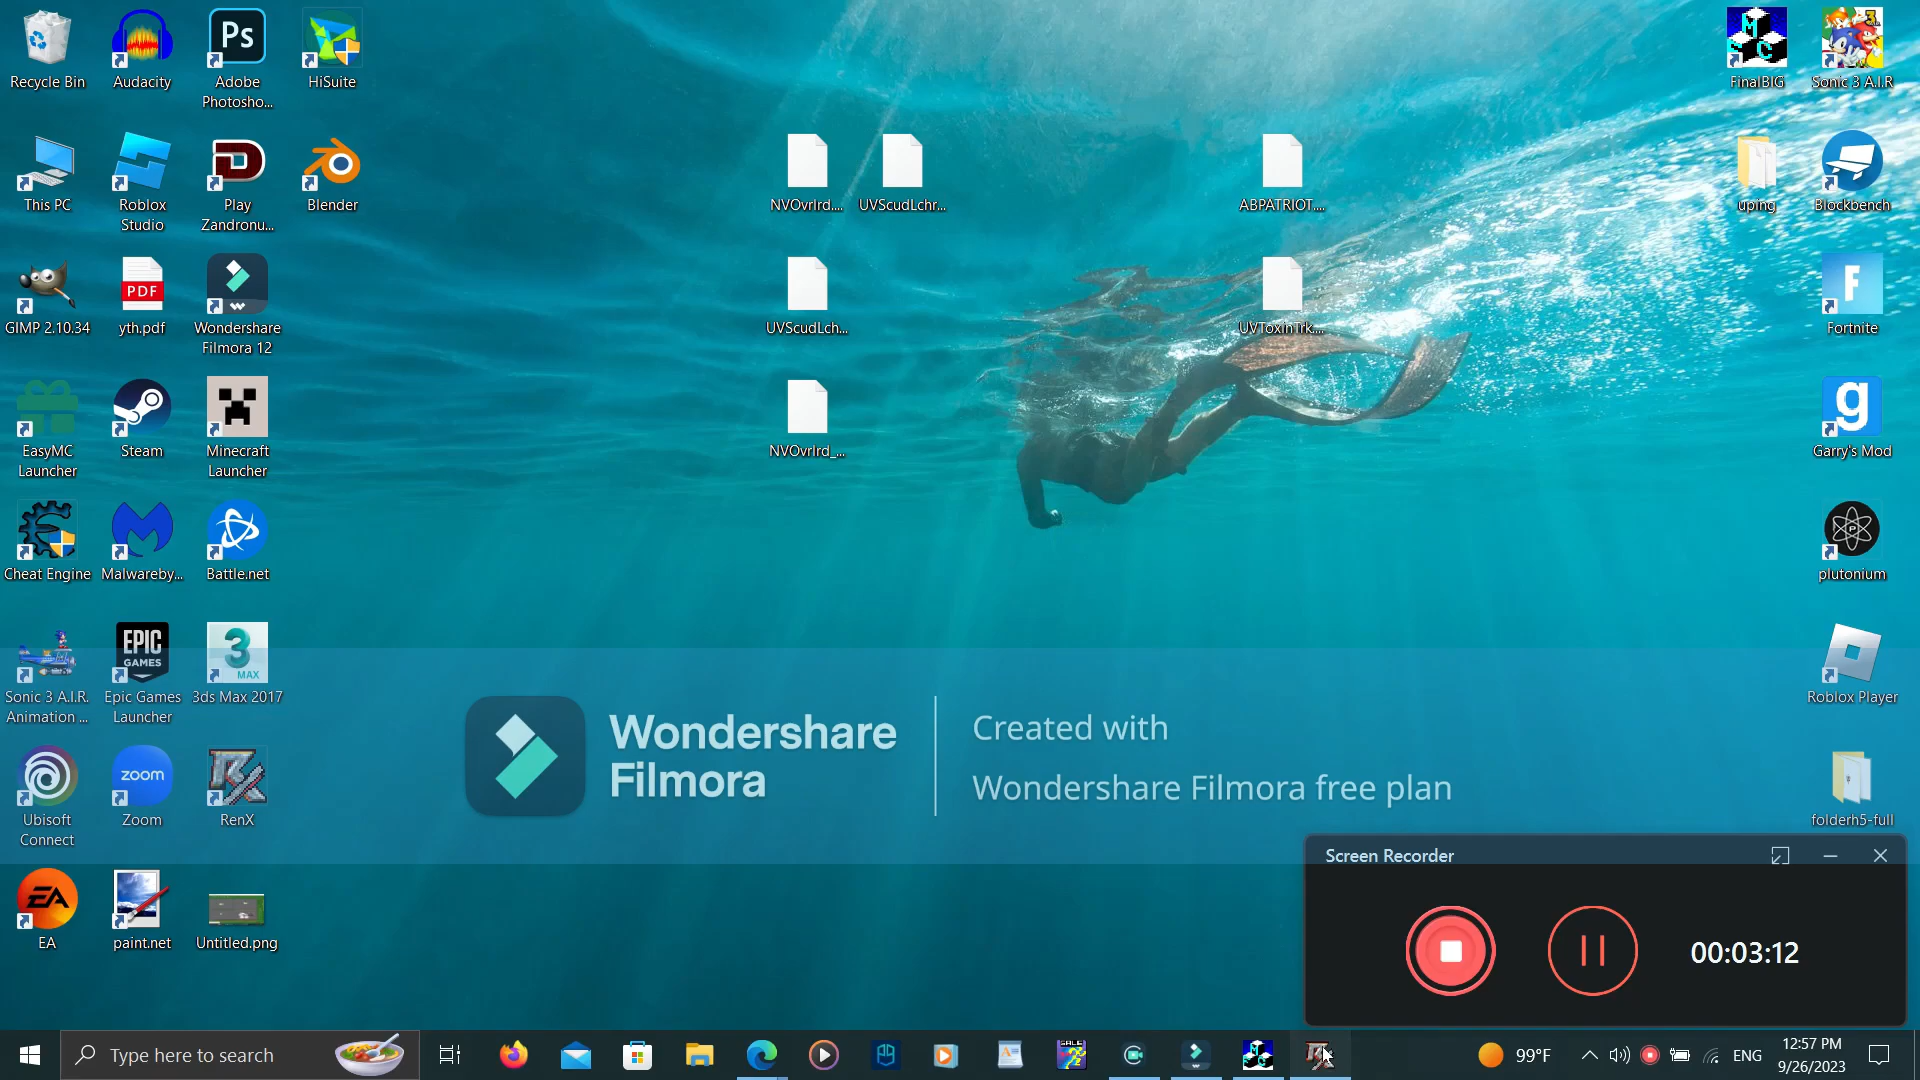 Recycle Bin
Audacity
Ps
Adobe
Photosho...
HiSuite
This PC
Roblox
Studio
Play
Zandronu...
Blender
GIMP 2.10.34
PDF
yth.pdf
Wondershare
Filmora 12
EasyMC
Launcher
Steam
Minecraft
Launcher
Cheat Engine
Malwareby...
Battle.net
Sonic 3 A.I.R.
Animation ...
EPIC
GAMES
Epic Games
Launcher
3
MAX
3ds Max 2017
Ubisoft
Connect
zoom
Zoom
RX
RenX
EA
EA
paint.net
Untitled.png
NVOvrlrd....
UVScudLchr...
UVScudLch...
NVOvrlrd_...
ABPATRIOT....
UVToxinTrk....
FinalBIG
Sonic 3 A.I.R
uping
Blockbench
F
Fortnite
g
Garry's Mod
P
plutonium
Roblox Player
folderh5-full
Wondershare
Filmora
Created with
Wondershare Filmora free plan
Screen Recorder
00:03:12
Type here to search
99°F
ENG
12:57 PM
9/26/2023